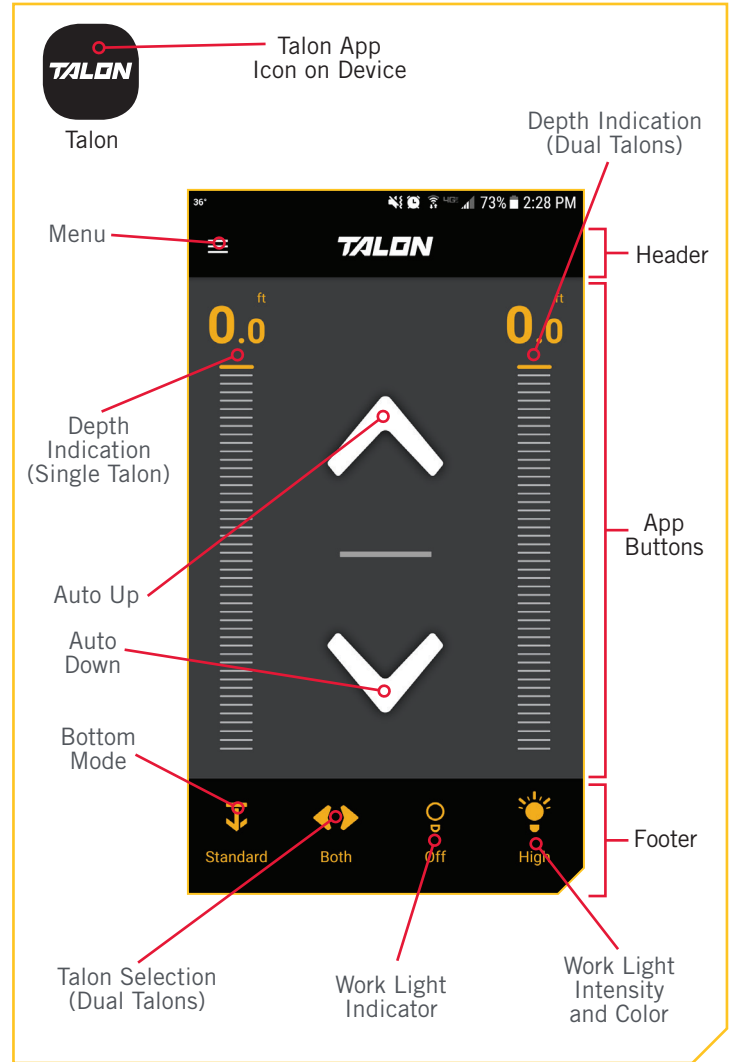 TALON
Talon App
Icon on Device
Talon
Depth Indication
(Dual Talons)
36°
4G 73% 2:28 PM
Menu
TALON
Header
ft
0.0
ft
0.0
Depth
Indication
(Single Talon)
App
Buttons
Auto Up
Auto
Down
Bottom
Mode
Standard
Both
Off
High
Footer
Talon Selection
(Dual Talons)
Work Light
Indicator
Work Light
Intensity
and Color